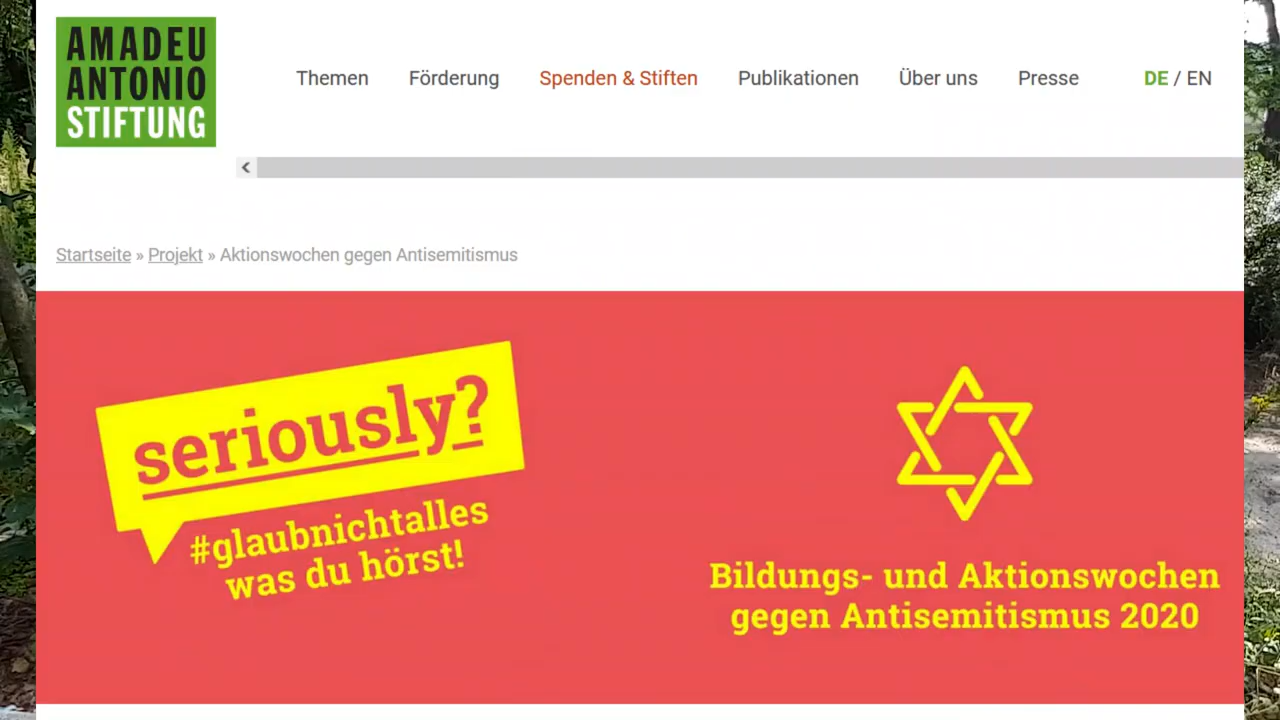 AMADEU
ANTONIO
STIFTUNG
Themen Förderung Spenden & Stiften Publikationen Über uns Presse DE / EN
Startseite » Projekt » Aktionswochen gegen Antisemitismus
seriously?
#glaubnichtalles
was du hörst!
Bildungs- und Aktionswochen
gegen Antisemitismus 2020